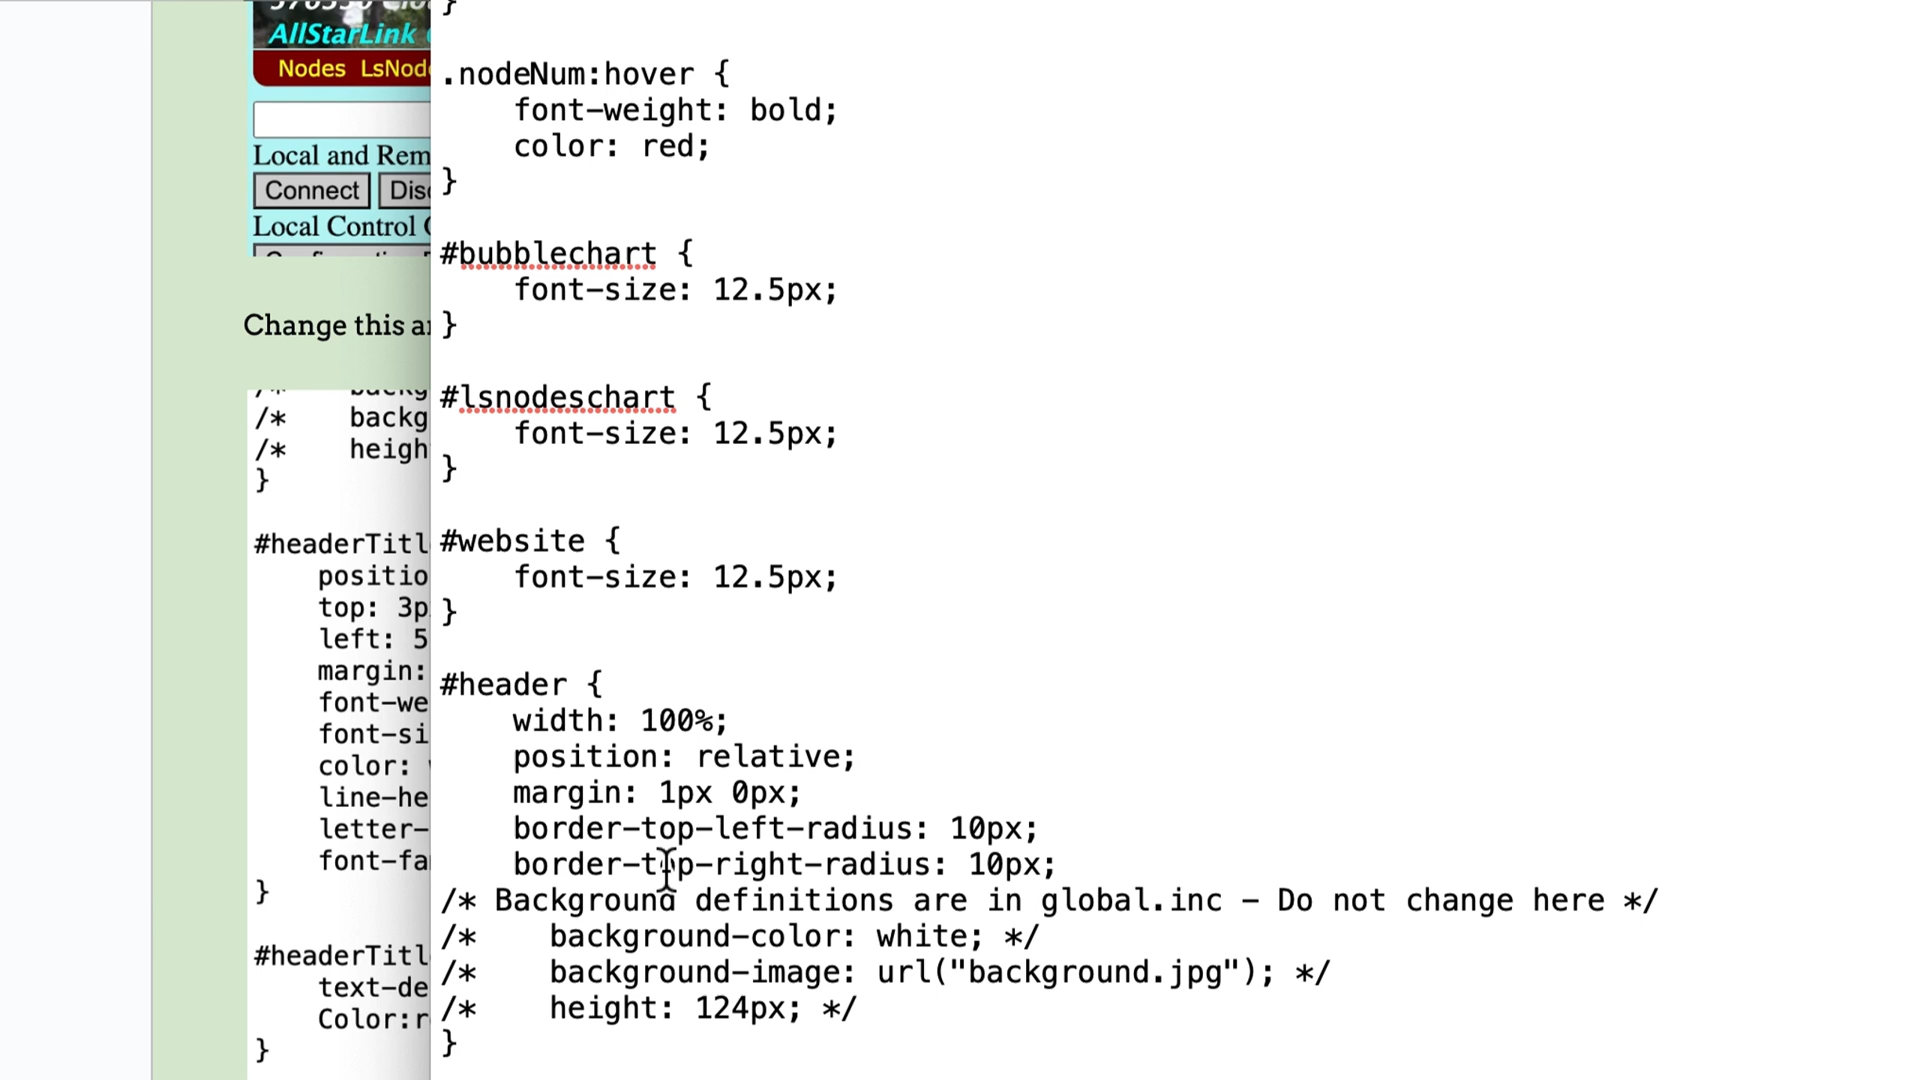 AllStarLink
Nodes LsNod
Local and Rem
Connect Disc
Local Control
Change this a
/* backg
/* heigh
}
#headerTitl
positio
top: 3p
left: 5
margin:
font-we
font-si
color:
line-he
letter-
font-fa
}
#headerTitl
text-de
Color:r
}
}
.nodeNum:hover {
font-weight: bold;
color: red;
}
#bubblechart {
font-size: 12.5px;
}
#lsnodeschart {
font-size: 12.5px;
}
#website {
font-size: 12.5px;
}
#header {
width: 100%;
position: relative;
margin: 1px 0px;
border-top-left-radius: 10px;
border-top-right-radius: 10px;
/* Background definitions are in global.inc – Do not change here */
/* background-color: white; */
/* background-image: url("background.jpg"); */
/* height: 124px; */
}